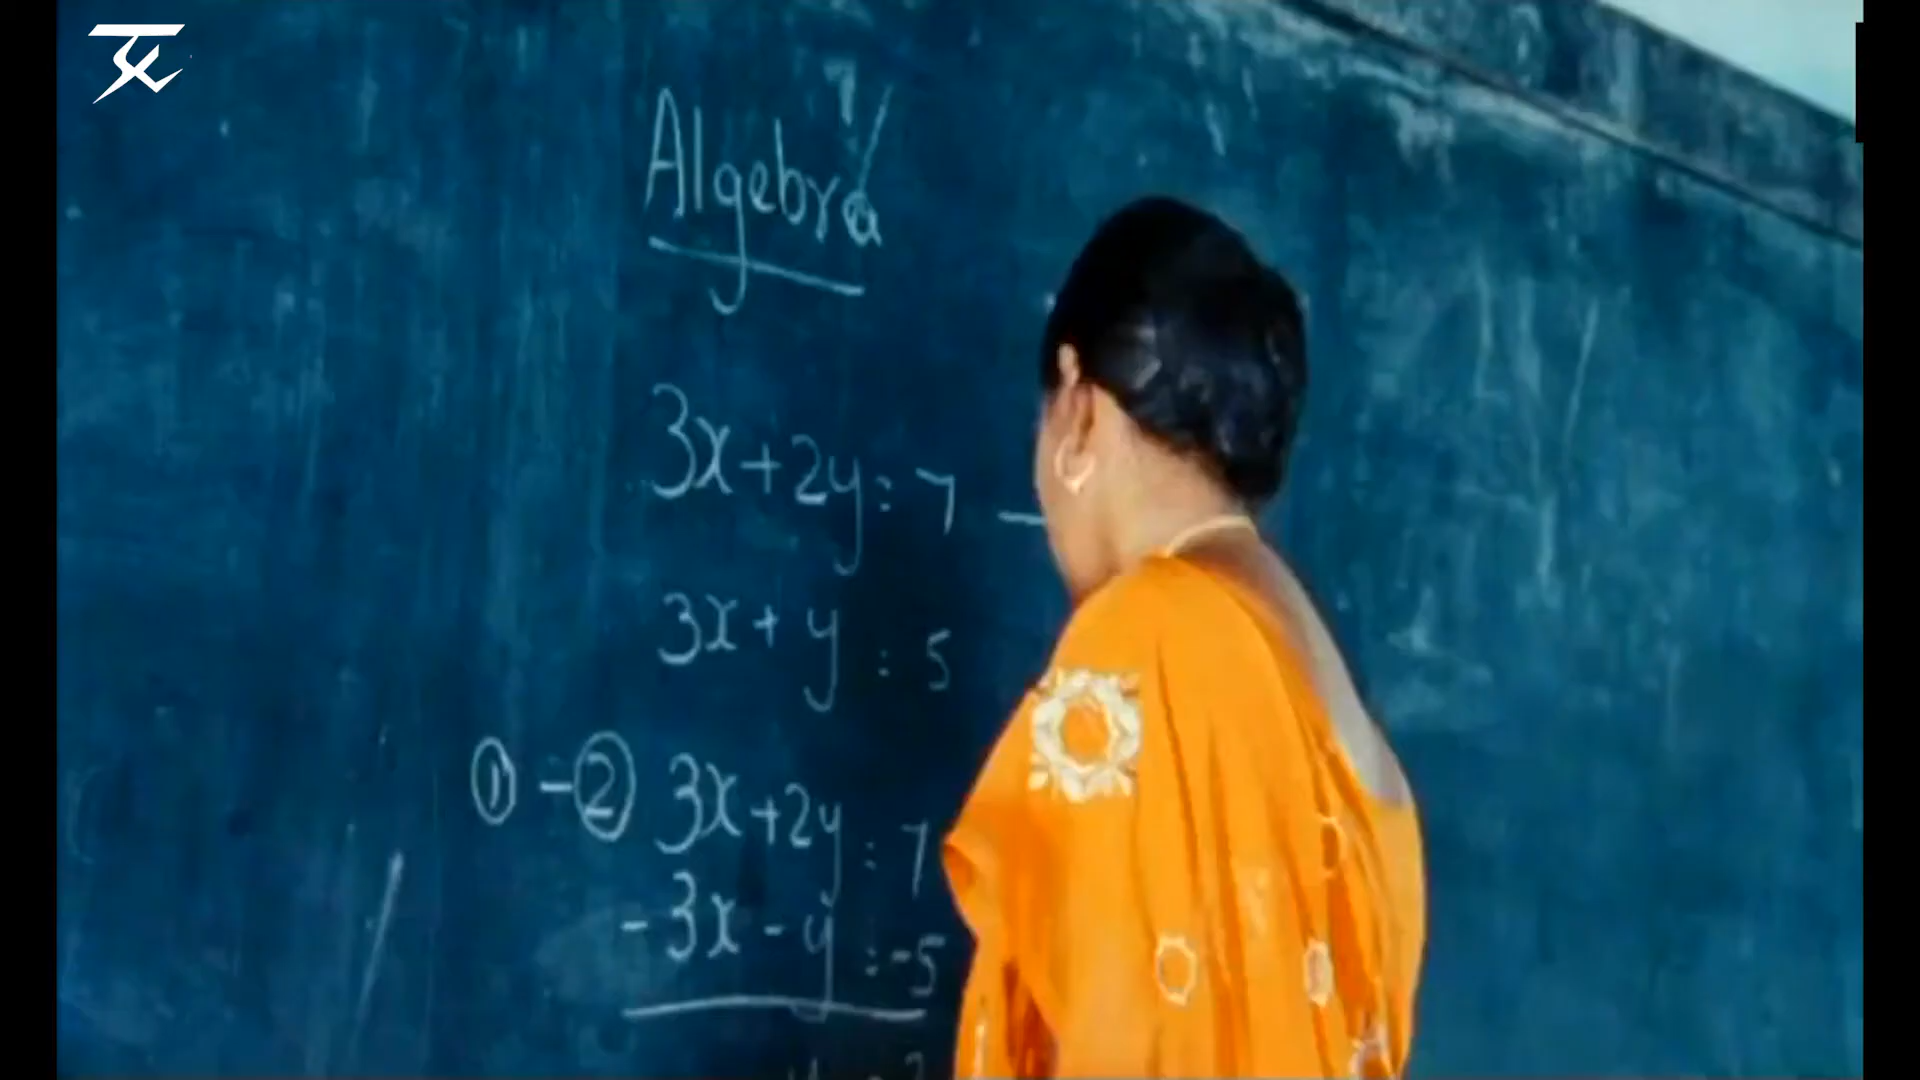 Algebra
3x+2y = 7 —
3x+ y = 5
① - ② 3x+2y = 7
-3x - y = -5